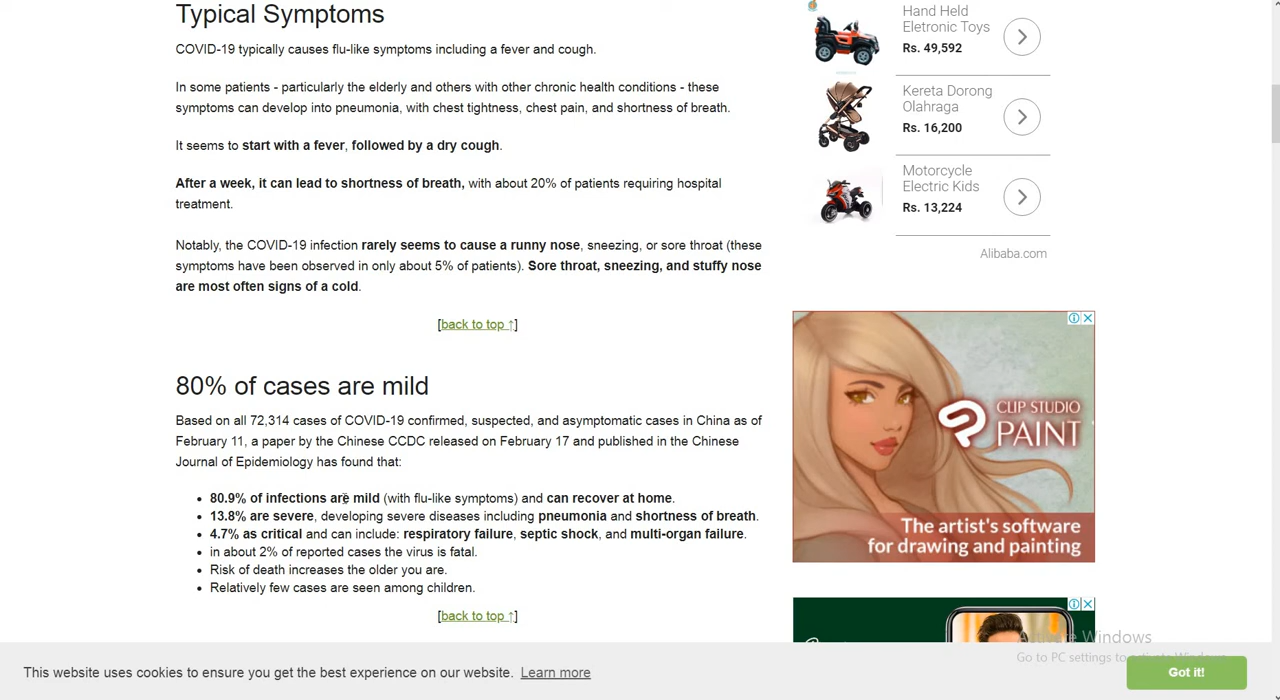 Typical Symptoms
COVID-19 typically causes flu-like symptoms including a fever and cough.
In some patients - particularly the elderly and others with other chronic health conditions - these
symptoms can develop into pneumonia, with chest tightness, chest pain, and shortness of breath.
It seems to start with a fever, followed by a dry cough.
After a week, it can lead to shortness of breath, with about 20% of patients requiring hospital
treatment.
Notably, the COVID-19 infection rarely seems to cause a runny nose, sneezing, or sore throat (these
symptoms have been observed in only about 5% of patients). Sore throat, sneezing, and stuffy nose
are most often signs of a cold.
[back to top ↑]
80% of cases are mild
Based on all 72,314 cases of COVID-19 confirmed, suspected, and asymptomatic cases in China as of
February 11, a paper by the Chinese CCDC released on February 17 and published in the Chinese
Journal of Epidemiology has found that:
• 80.9% of infections are mild (with flu-like symptoms) and can recover at home.
• 13.8% are severe, developing severe diseases including pneumonia and shortness of breath.
• 4.7% as critical and can include: respiratory failure, septic shock, and multi-organ failure.
• in about 2% of reported cases the virus is fatal.
• Risk of death increases the older you are.
• Relatively few cases are seen among children.
[back to top ↑]
Hand Held
Eletronic Toys
Rs. 49,592
Kereta Dorong
Olahraga
Rs. 16,200
Motorcycle
Electric Kids
Rs. 13,224
Alibaba.com
CLIP STUDIO
PAINT
The artist's software
for drawing and painting
Activate Windows
Go to PC settings to activate Windows.
This website uses cookies to ensure you get the best experience on our website. Learn more
Got it!